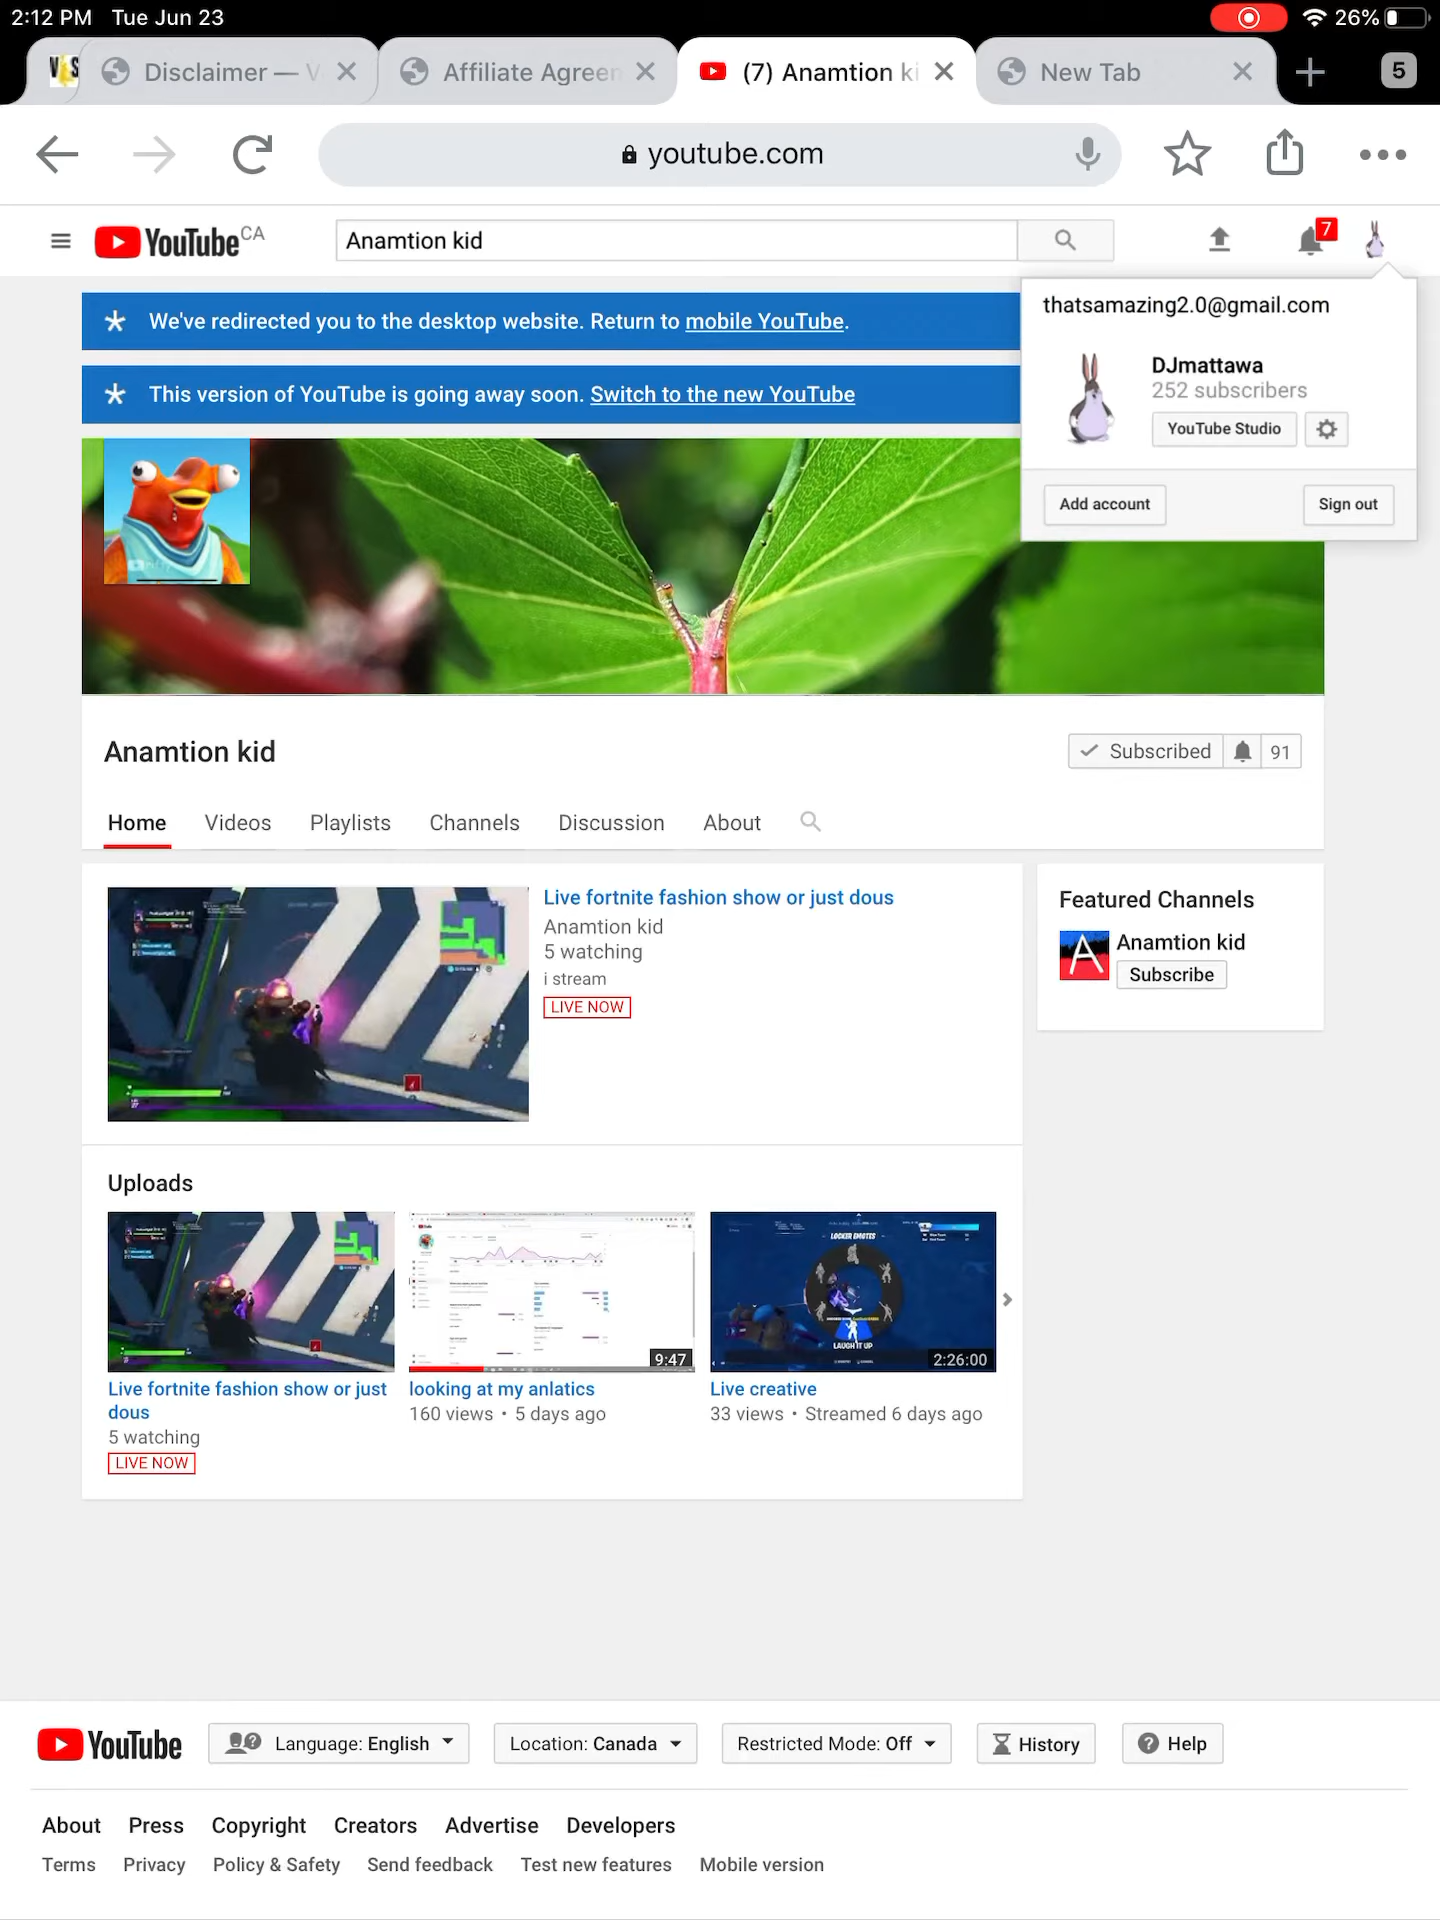 2:12 PM Tue Jun 23
26%
Disclaimer — V
Affiliate Agreen
(7) Anamtion ki
New Tab
5
youtube.com
YouTube CA
Anamtion kid
7
thatsamazing2.0@gmail.com
We've redirected you to the desktop website. Return to mobile YouTube.
DJmattawa
252 subscribers
This version of YouTube is going away soon. Switch to the new YouTube
YouTube Studio
Add account
Sign out
Anamtion kid
Subscribed
91
Home
Videos
Playlists
Channels
Discussion
About
Live fortnite fashion show or just dous
Anamtion kid
5 watching
i stream
LIVE NOW
Featured Channels
Anamtion kid
Subscribe
Uploads
LOCKER EMOTES
LAUGH IT UP
9:47
2:26:00
Live fortnite fashion show or just
dous
5 watching
LIVE NOW
looking at my anlatics
160 views • 5 days ago
Live creative
33 views • Streamed 6 days ago
YouTube
Language: English
Location: Canada
Restricted Mode: Off
History
Help
About Press Copyright Creators Advertise Developers
Terms Privacy Policy & Safety Send feedback Test new features Mobile version